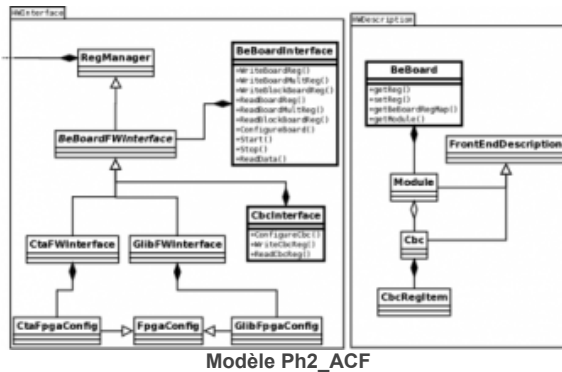 HWInterface
RegManager
BeBoardInterface
+WriteBoardReg()
+WriteBoardMultReg()
+WriteBlockBoardReg()
+ReadBoardReg()
+ReadBoardMultReg()
+ReadBlockBoardReg()
+ConfigureBoard()
+Start()
+Stop()
+ReadData()
BeBoardFWInterface
CbcInterface
+ConfigureCbc()
+WriteCbcReg()
+ReadCbcReg()
CtaFWInterface
GlibFWInterface
CtaFpgaConfig
FpgaConfig
GlibFpgaConfig
HWDescription
BeBoard
+getReg()
+setReg()
+getBeBoardRegMap()
+getModule()
FrontEndDescription
Module
Cbc
CbcRegItem
Modèle Ph2_ACF